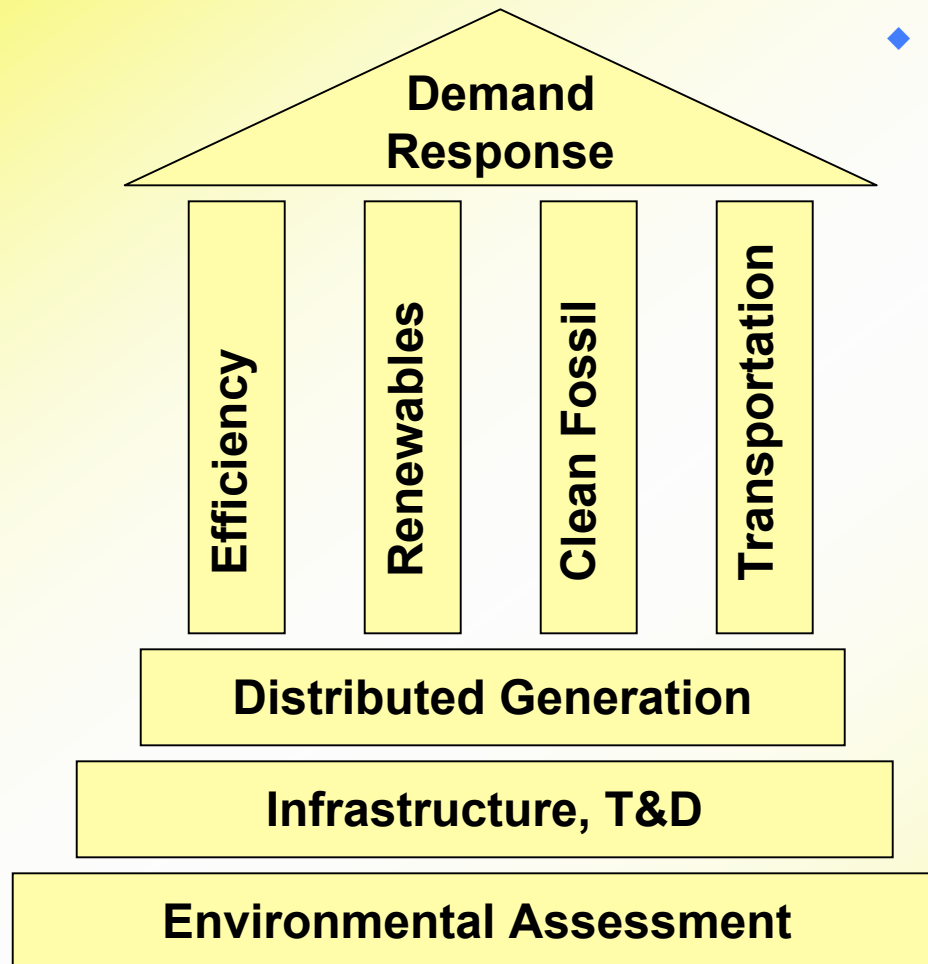 Demand
Response
Efficiency
Renewables
Clean Fossil
Transportation
Distributed Generation
Infrastructure, T&D
Environmental Assessment